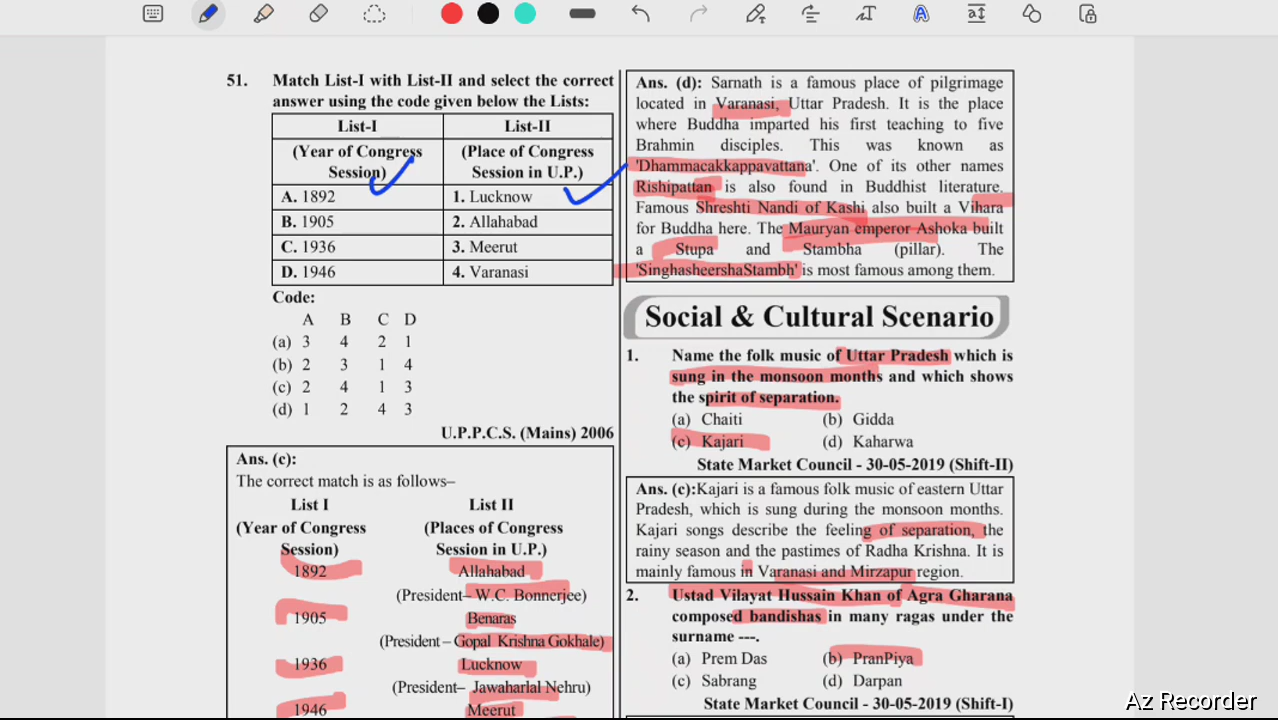 51. Match List-I with List-II and select the correct
answer using the code given below the Lists:
List-I List-II
(Year of Congress Session) (Place of Congress Session in U.P.)
A. 1892 1. Lucknow
B. 1905 2. Allahabad
C. 1936 3. Meerut
D. 1946 4. Varanasi
Code:
A B C D
(a) 3 4 2 1
(b) 2 3 1 4
(c) 2 4 1 3
(d) 1 2 4 3
U.P.P.C.S. (Mains) 2006
Ans. (c):
The correct match is as follows–
List I List II
(Year of Congress Session) (Places of Congress Session in U.P.)
1892 Allahabad
(President– W.C. Bonnerjee)
1905 Benaras
(President – Gopal Krishna Gokhale)
1936 Lucknow
(President– Jawaharlal Nehru)
1946 Meerut
Ans. (d): Sarnath is a famous place of pilgrimage
located in Varanasi, Uttar Pradesh. It is the place
where Buddha imparted his first teaching to five
Brahmin disciples. This was known as
'Dhammacakkappavattana'. One of its other names
Rishipattan is also found in Buddhist literature.
Famous Shreshti Nandi of Kashi also built a Vihara
for Buddha here. The Mauryan emperor Ashoka built
a Stupa and Stambha (pillar). The
'SinghasheershaStambh' is most famous among them.
Social & Cultural Scenario
1. Name the folk music of Uttar Pradesh which is
sung in the monsoon months and which shows
the spirit of separation.
(a) Chaiti (b) Gidda
(c) Kajari (d) Kaharwa
State Market Council - 30-05-2019 (Shift-II)
Ans. (c):Kajari is a famous folk music of eastern Uttar
Pradesh, which is sung during the monsoon months.
Kajari songs describe the feeling of separation, the
rainy season and the pastimes of Radha Krishna. It is
mainly famous in Varanasi and Mirzapur region.
2. Ustad Vilayat Hussain Khan of Agra Gharana
composed bandishas in many ragas under the
surname ---.
(a) Prem Das (b) PranPiya
(c) Sabrang (d) Darpan
State Market Council - 30-05-2019 (Shift-I)
Az Recorder